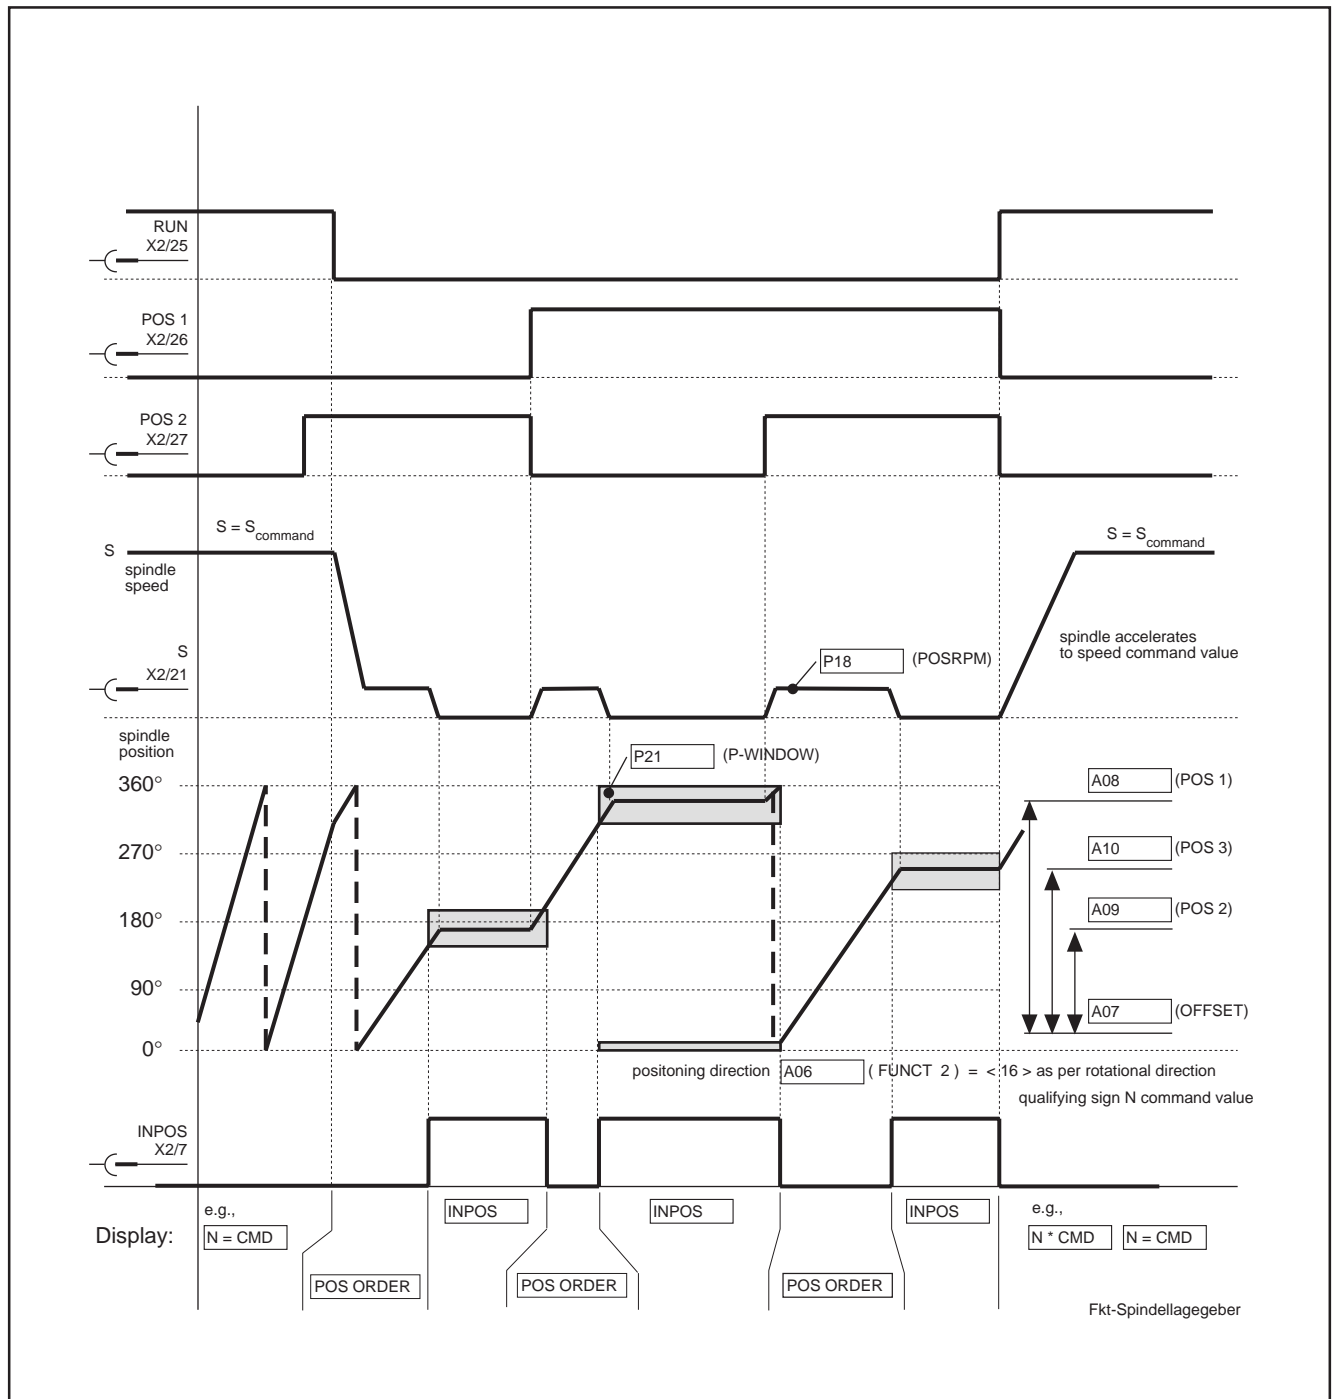 RUN
X2/25
POS 1
X2/26
POS 2
X2/27
S = Scommand
S = Scommand
S
spindle
speed
S
X2/21
P18 (POSRPM)
spindle accelerates
to speed command value
spindle
position
P21 (P-WINDOW)
360°
270°
180°
90°
0°
A08 (POS 1)
A10 (POS 3)
A09 (POS 2)
A07 (OFFSET)
positoning direction A06 ( FUNCT 2 ) = < 16 > as per rotational direction
qualifying sign N command value
INPOS
X2/7
Display:
e.g.,
N = CMD
POS ORDER
INPOS
POS ORDER
INPOS
POS ORDER
INPOS
e.g.,
N * CMD N = CMD
Fkt-Spindellagegeber